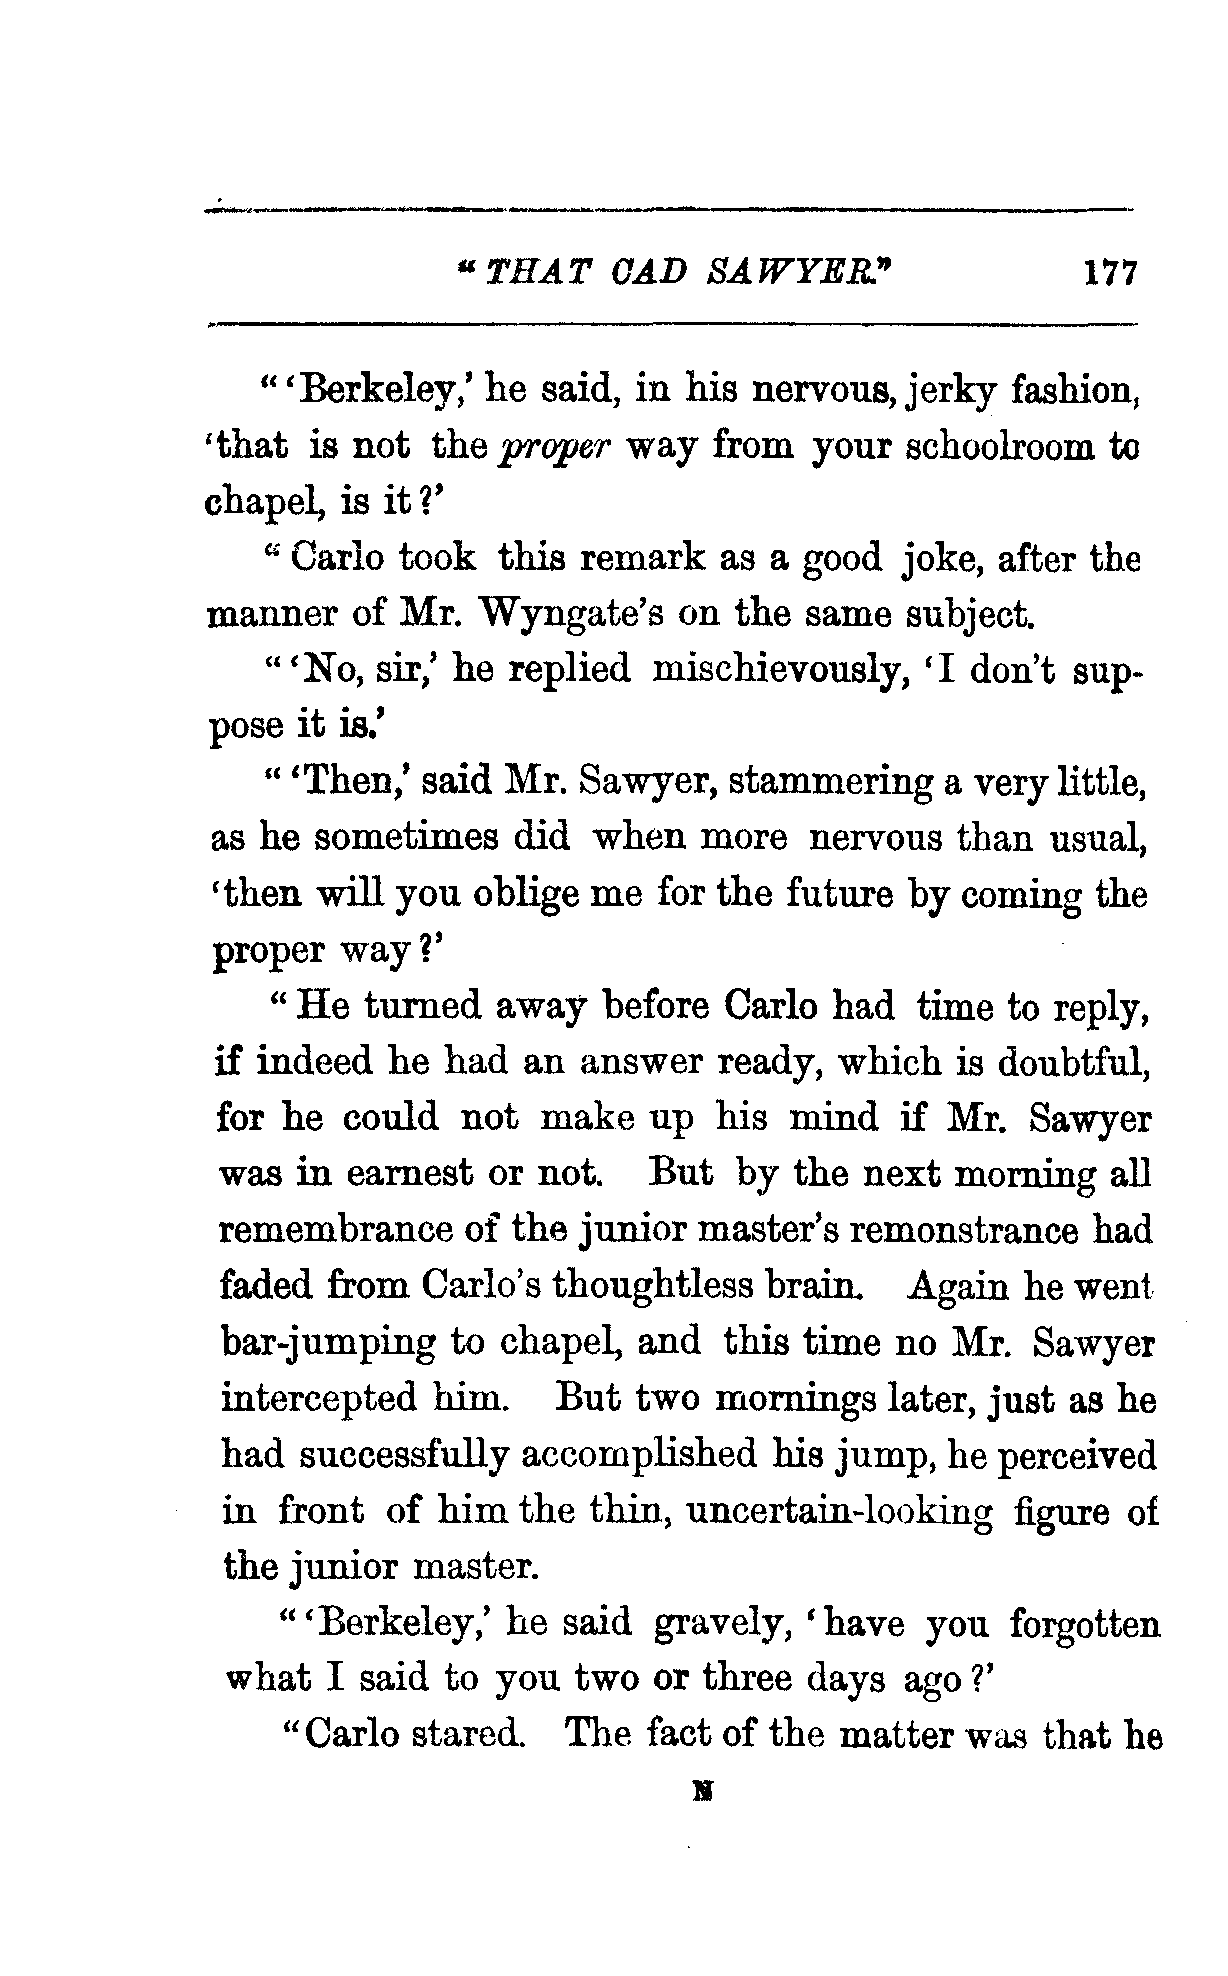 "THAT CAD SAWYER." 177
"'Berkeley,' he said, in his nervous, jerky fashion,
'that is not the proper way from your schoolroom to
chapel, is it?'
"Carlo took this remark as a good joke, after the
manner of Mr. Wyngate's on the same subject.
"'No, sir,' he replied mischievously, 'I don't sup-
pose it is.'
"'Then,' said Mr. Sawyer, stammering a very little,
as he sometimes did when more nervous than usual,
'then will you oblige me for the future by coming the
proper way?'
"He turned away before Carlo had time to reply,
if indeed he had an answer ready, which is doubtful,
for he could not make up his mind if Mr. Sawyer
was in earnest or not. But by the next morning all
remembrance of the junior master's remonstrance had
faded from Carlo's thoughtless brain. Again he went
bar-jumping to chapel, and this time no Mr. Sawyer
intercepted him. But two mornings later, just as he
had successfully accomplished his jump, he perceived
in front of him the thin, uncertain-looking figure of
the junior master.
"'Berkeley,' he said gravely, 'have you forgotten
what I said to you two or three days ago?'
"Carlo stared. The fact of the matter was that he
N